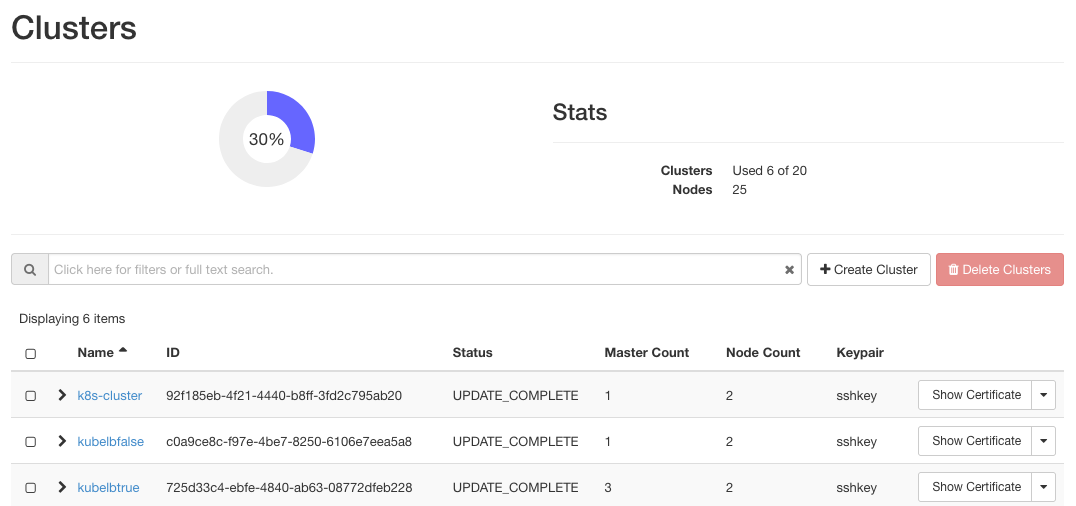 Clusters
30%
Stats
Clusters Used 6 of 20
Nodes 25
Click here for filters or full text search.
Create Cluster
Delete Clusters
Displaying 6 items
Name ID Status Master Count Node Count Keypair
k8s-cluster 92f185eb-4f21-4440-b8ff-3fd2c795ab20 UPDATE_COMPLETE 1 2 sshkey Show Certificate
kubelbfalse c0a9ce8c-f97e-4be7-8250-6106e7eea5a8 UPDATE_COMPLETE 1 2 sshkey Show Certificate
kubelbtrue 725d33c4-ebfe-4840-ab63-08772dfeb228 UPDATE_COMPLETE 3 2 sshkey Show Certificate